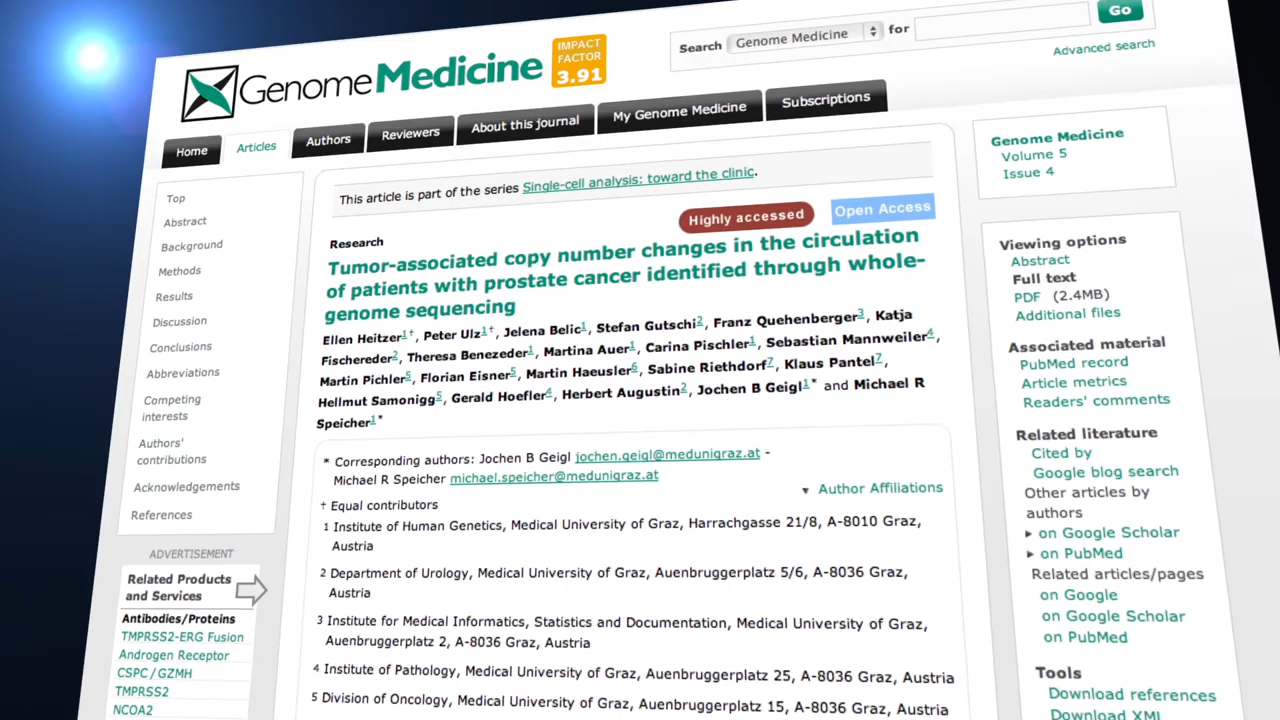 GenomeMedicine
IMPACT
FACTOR
3.91
Search Genome Medicine for
Go
Advanced search
Home
Articles
Authors
Reviewers
About this journal
My Genome Medicine
Subscriptions
Top
Abstract
Background
Methods
Results
Discussion
Conclusions
Abbreviations
Competing
interests
Authors'
contributions
Acknowledgements
References
ADVERTISEMENT
Related Products
and Services
Antibodies/Proteins
TMPRSS2-ERG Fusion
Androgen Receptor
CSPC / GZMH
TMPRSS2
NCOA2
This article is part of the series Single-cell analysis: toward the clinic.
Highly accessed
Open Access
Research
Tumor-associated copy number changes in the circulation
of patients with prostate cancer identified through whole-
genome sequencing
Ellen Heitzer1†, Peter Ulz1†, Jelena Belic1, Stefan Gutschi2, Franz Quehenberger3, Katja
Fischereder2, Theresa Benezeder1, Martina Auer1, Carina Pischler1, Sebastian Mannweiler4,
Martin Pichler5, Florian Eisner5, Martin Haeusler6, Sabine Riethdorf7, Klaus Pantel7,
Hellmut Samonigg5, Gerald Hoefler4, Herbert Augustin2, Jochen B Geigl1* and Michael R
Speicher1*
* Corresponding authors: Jochen B Geigl jochen.geigl@medunigraz.at -
Michael R Speicher michael.speicher@medunigraz.at
† Equal contributors
▼ Author Affiliations
1 Institute of Human Genetics, Medical University of Graz, Harrachgasse 21/8, A-8010 Graz,
Austria
2 Department of Urology, Medical University of Graz, Auenbruggerplatz 5/6, A-8036 Graz,
Austria
3 Institute for Medical Informatics, Statistics and Documentation, Medical University of Graz,
Auenbruggerplatz 2, A-8036 Graz, Austria
4 Institute of Pathology, Medical University of Graz, Auenbruggerplatz 25, A-8036 Graz, Austria
5 Division of Oncology, Medical University of Graz, Auenbruggerplatz 15, A-8036 Graz, Austria
Genome Medicine
Volume 5
Issue 4
Viewing options
Abstract
Full text
PDF (2.4MB)
Additional files
Associated material
PubMed record
Article metrics
Readers' comments
Related literature
Cited by
Google blog search
Other articles by
authors
on Google Scholar
on PubMed
Related articles/pages
on Google
on Google Scholar
on PubMed
Tools
Download references
Download XML